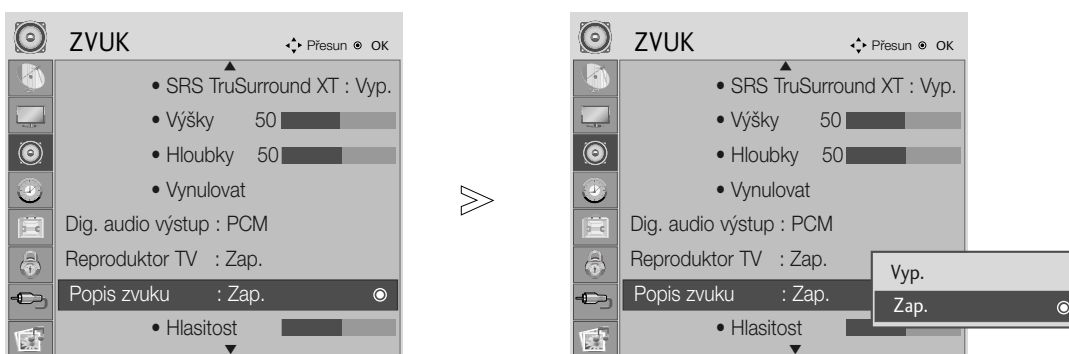 ZVUK
Přesun OK
• SRS TruSurround XT : Vyp.
• Výšky 50
• Hloubky 50
• Vynulovat
Dig. audio výstup : PCM
Reproduktor TV : Zap.
Popis zvuku : Zap.
• Hlasitost
ZVUK
Přesun OK
• SRS TruSurround XT : Vyp.
• Výšky 50
• Hloubky 50
• Vynulovat
Dig. audio výstup : PCM
Reproduktor TV : Zap.
Popis zvuku : Zap.
• Hlasitost
Vyp.
Zap.